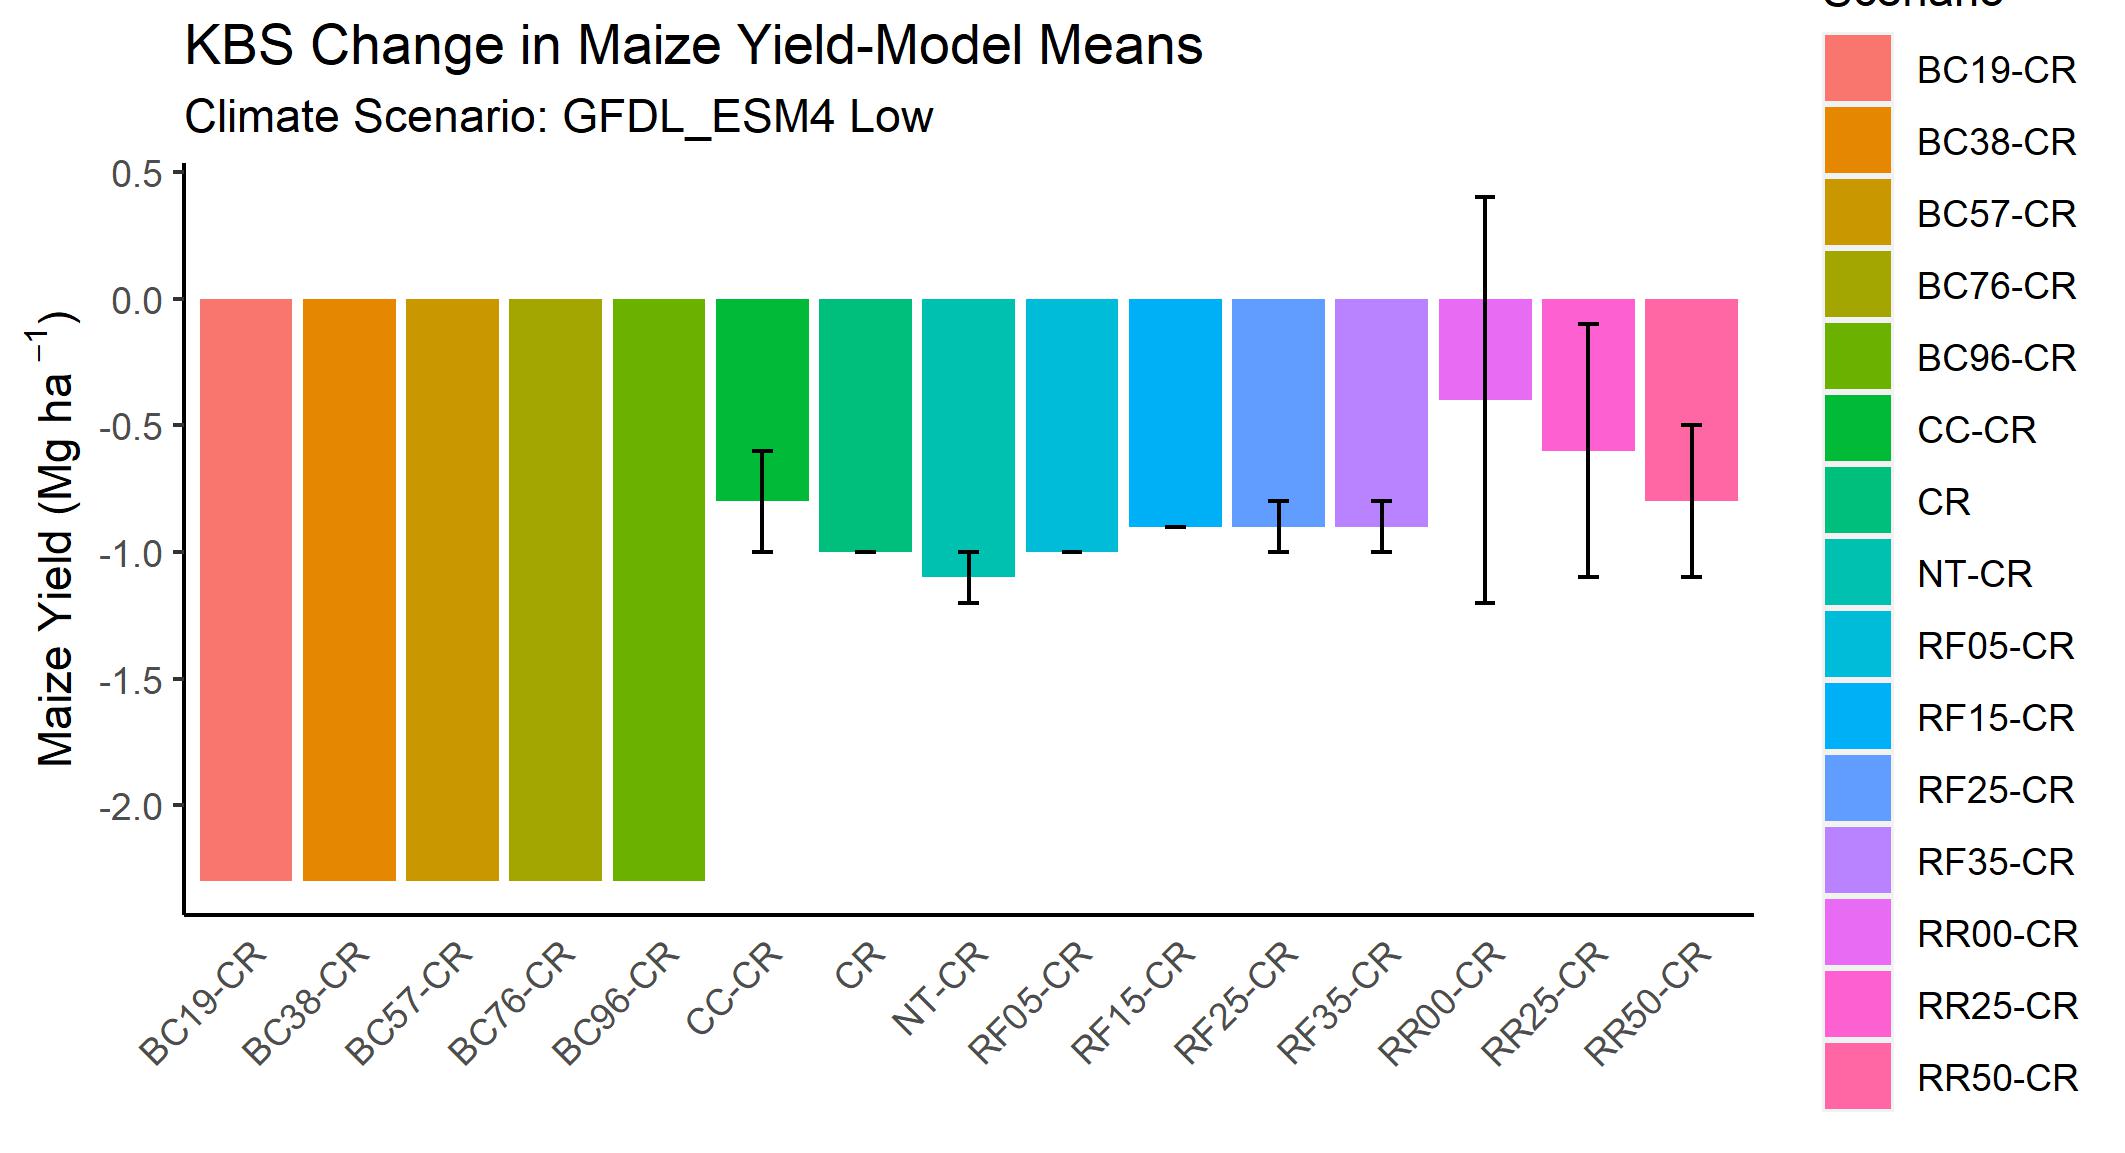 KBS Change in Maize Yield-Model Means
Climate Scenario: GFDL_ESM4 Low
Maize Yield (Mg ha⁻¹)
0.5
0.0
-0.5
-1.0
-1.5
-2.0
BC19-CR
BC38-CR
BC57-CR
BC76-CR
BC96-CR
CC-CR
CR
NT-CR
RF05-CR
RF15-CR
RF25-CR
RF35-CR
RR00-CR
RR25-CR
RR50-CR
Scenario
BC19-CR
BC38-CR
BC57-CR
BC76-CR
BC96-CR
CC-CR
CR
NT-CR
RF05-CR
RF15-CR
RF25-CR
RF35-CR
RR00-CR
RR25-CR
RR50-CR